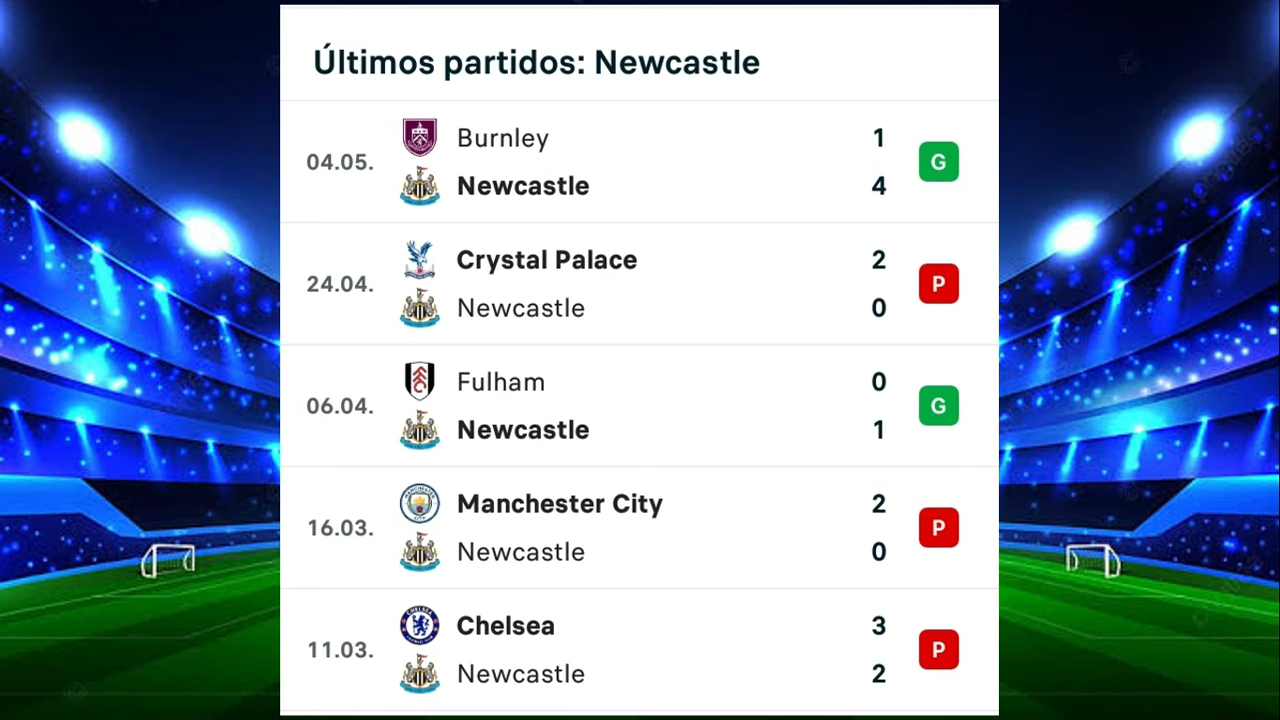 Últimos partidos: Newcastle
04.05.
Burnley 1
Newcastle 4
G
24.04.
Crystal Palace 2
Newcastle 0
P
06.04.
Fulham 0
Newcastle 1
G
16.03.
Manchester City 2
Newcastle 0
P
11.03.
Chelsea 3
Newcastle 2
P